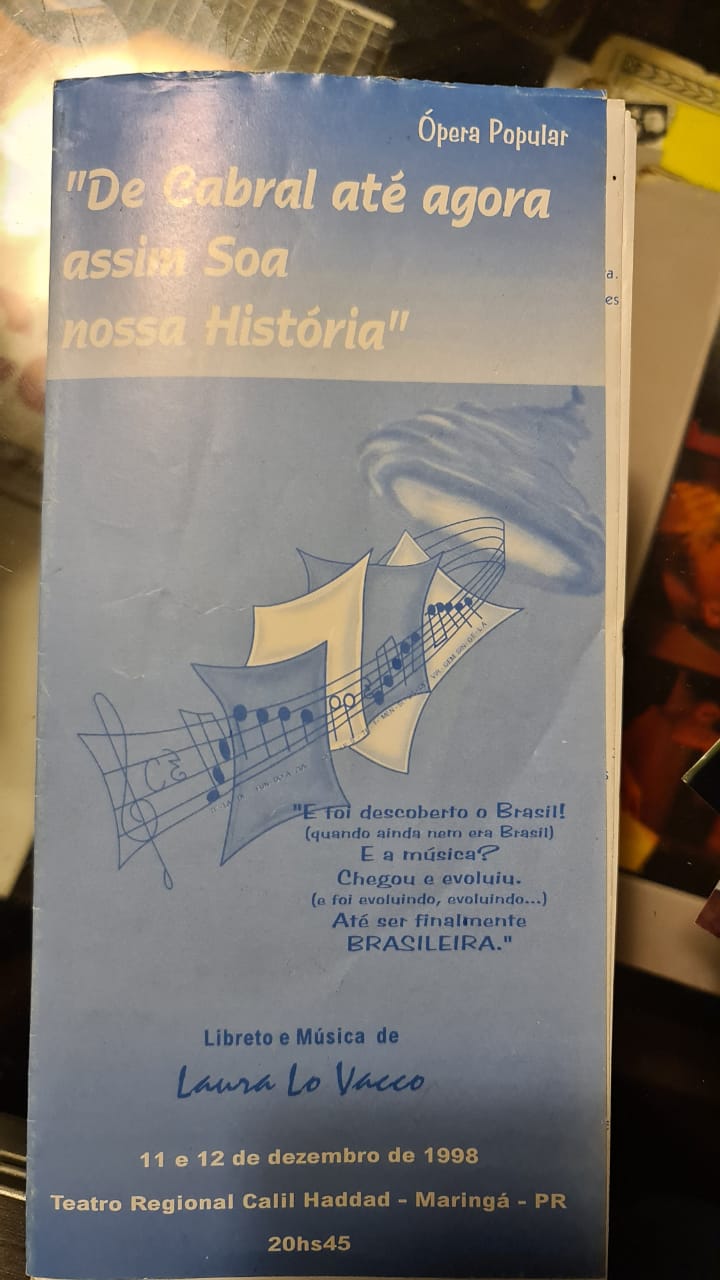 Ópera Popular
"De Cabral até agora
assim Soa
nossa História"
a.
es
"E foi descoberto o Brasil!
(quando ainda nem era Brasil)
E a música?
Chegou e evoluiu.
(e foi evoluindo, evoluindo...)
Até ser finalmente
BRASILEIRA."
Libreto e Música de
Laura Lo Vacco
11 e 12 de dezembro de 1998
Teatro Regional Calil Haddad - Maringá - PR
20hs45